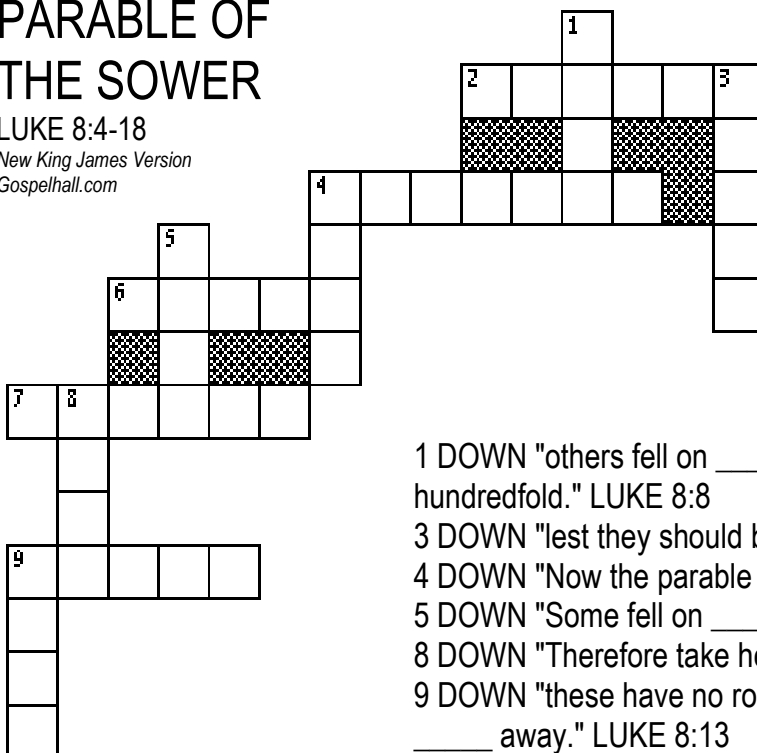 PARABLE OF
THE SOWER
LUKE 8:4-18
New King James Version
Gospelhall.com
1
2 3
4
5
6
7 8
9
1 DOWN "others fell on ___
hundredfold." LUKE 8:8
3 DOWN "lest they should
4 DOWN "Now the parable
5 DOWN "Some fell on ___
8 DOWN "Therefore take
9 DOWN "these have no
_____ away." LUKE 8:13